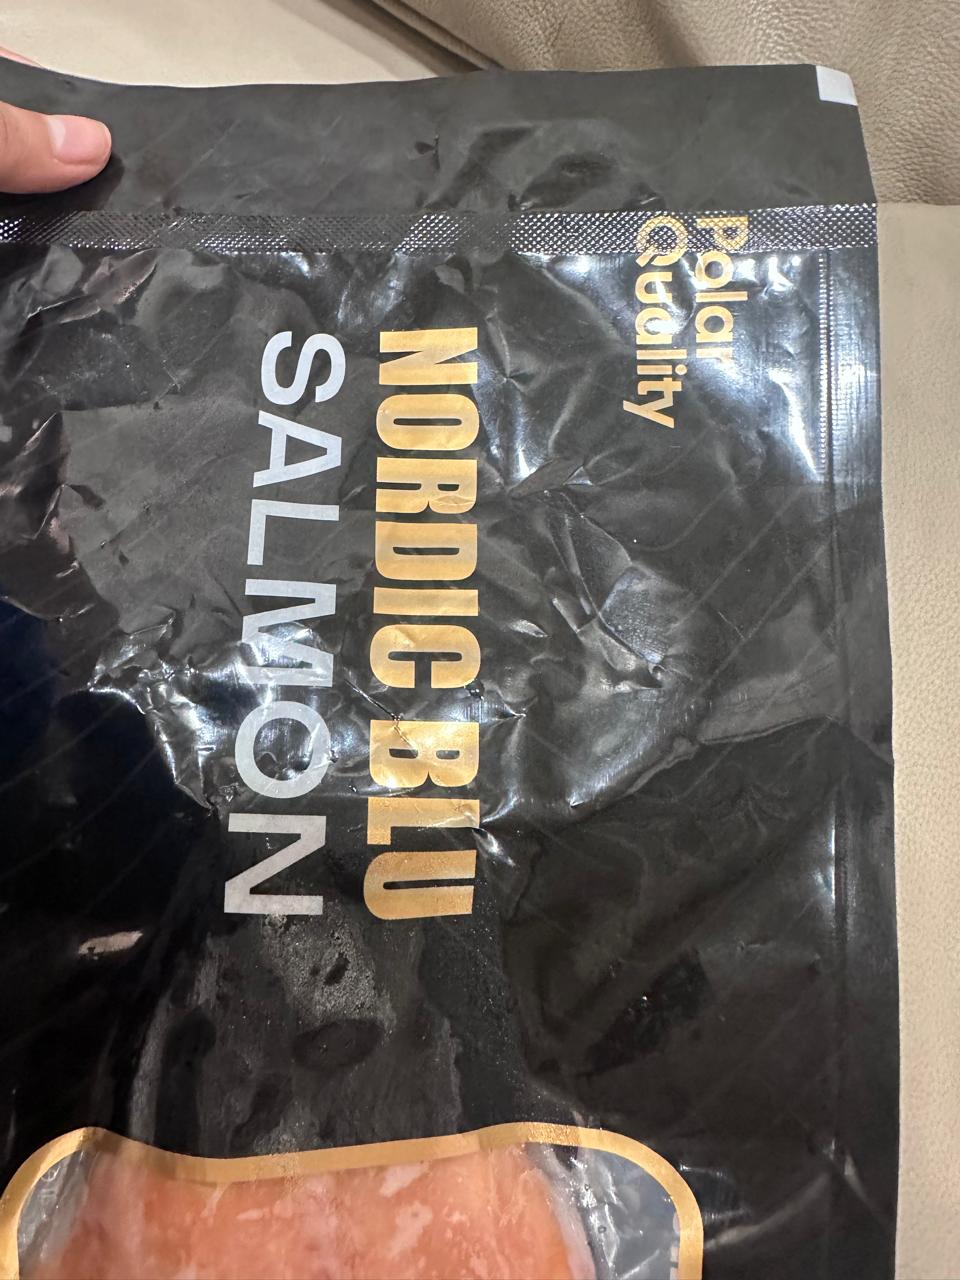 Polar
Quality
NORDIC BLU
SALMON